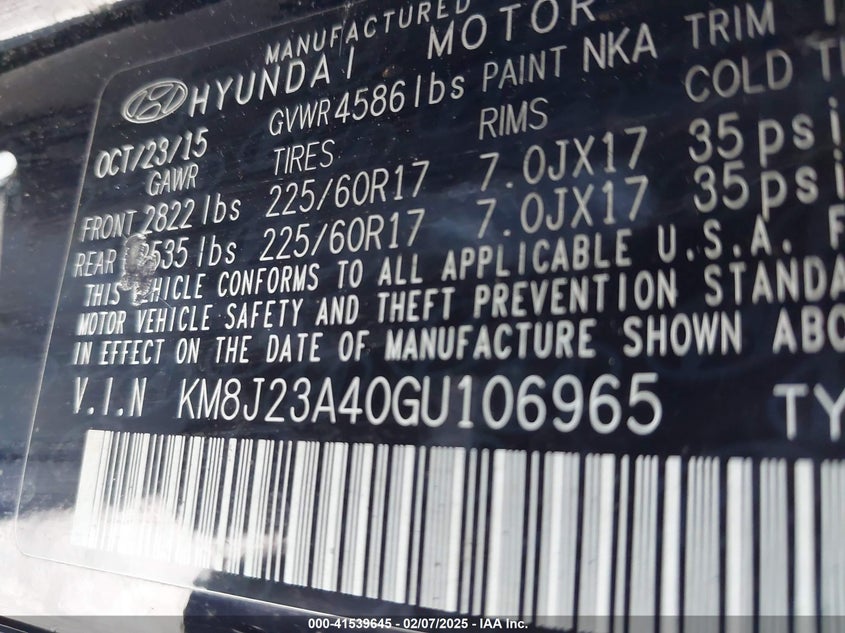 MANUFACTURED
HYUNDAI MOTOR
OCT/23/15 GVWR 4586 lbs PAINT NKA TRIM
GAWR TIRES RIMS COLD
FRONT 2822 lbs 225/60R17 7.0JX17 35 psi
REAR 535 lbs 225/60R17 7.0JX17 35 psi
THIS VEHICLE CONFORMS TO ALL APPLICABLE U.S.A.
MOTOR VEHICLE SAFETY AND THEFT PREVENTION STANDA
IN EFFECT ON THE DATE OF MANUFACTURE SHOWN ABO
V.I.N KM8J23A40GU106965 TY
000-41539645 - 02/07/2025 - IAA Inc.